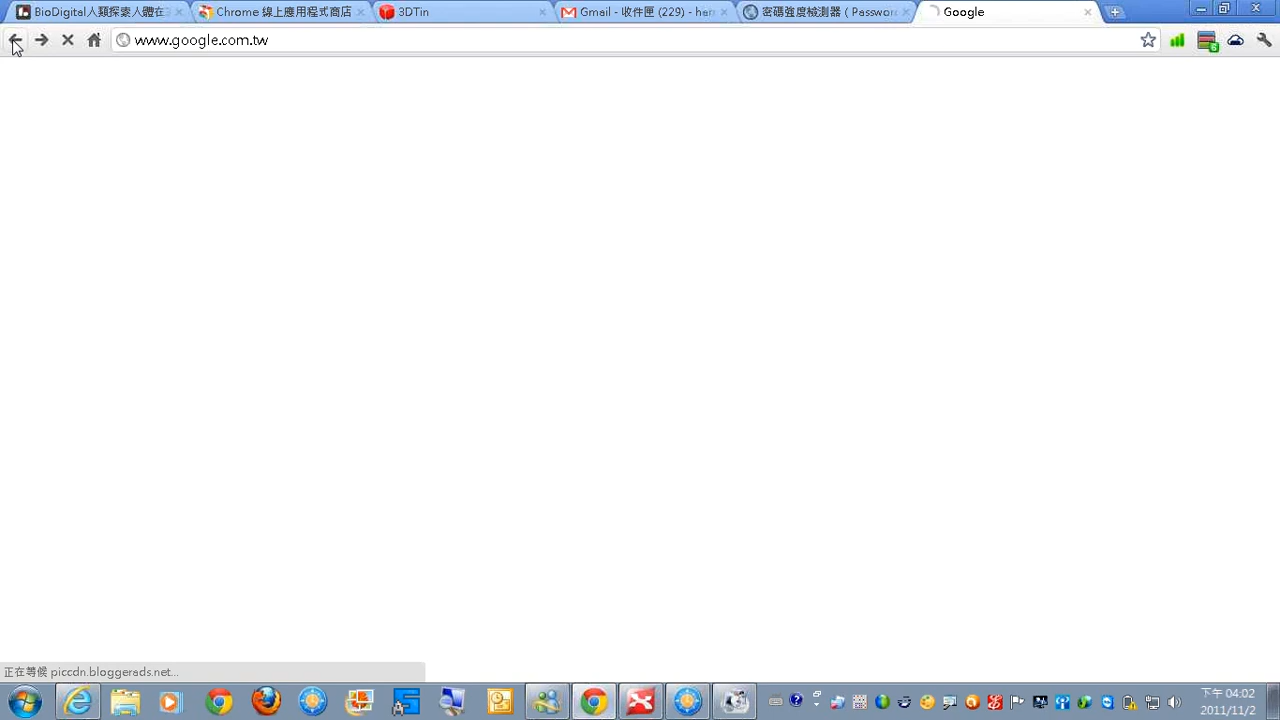 BioDigital人類探索人體在
Chrome 線上應用程式商店
3DTin
Gmail - 收件匣 (229) - her
密碼強度檢測器 ( Passwor
Google
www.google.com.tw
正在等候 piccdn.bloggerads.net...
下午 04:02
2011/11/2